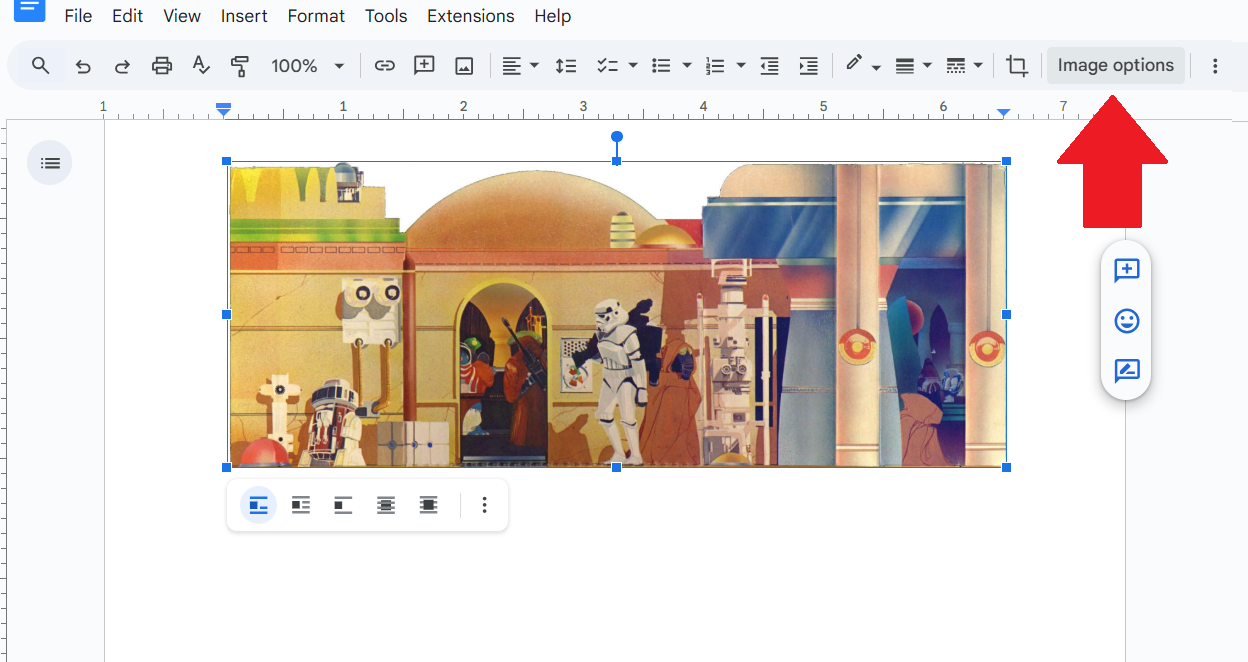 File Edit View Insert Format Tools Extensions Help
100% Image options
1 1 2 3 4 5 6 7